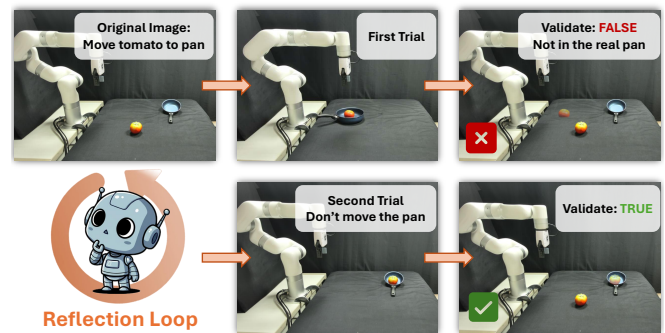 Original Image:
Move tomato to pan
First Trial
Validate: FALSE
Not in the real pan
Second Trial
Don't move the pan
Validate: TRUE
Reflection Loop